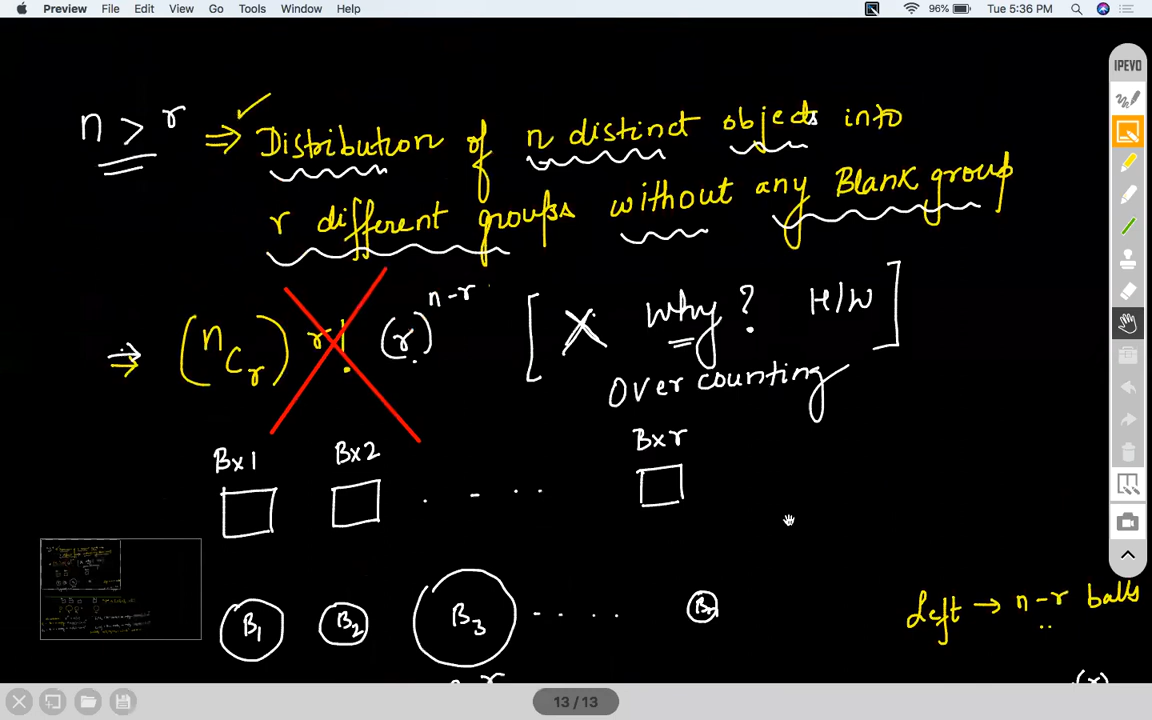 Preview File Edit View Go Tools Window Help 96% Tue 5:36 PM
IPEVO
n > r ⇒ Distribution of n distinct objects into
r different groups without any Blank group
⇒ (nCr) r! (r)^n-r [ X Why? H/W ]
Over counting
Bx1 Bx2 . - . . Bxr
B1 B2 B3 - - . . . Br
Left → n-r balls
13 / 13